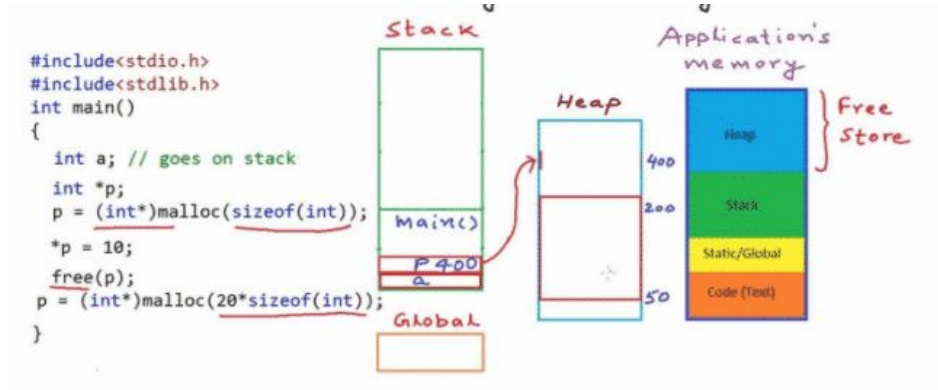 #include<stdio.h>
#include<stdlib.h>
int main()
{
int a; // goes on stack
int *p;
p = (int*)malloc(sizeof(int));
*p = 10;
free(p);
p = (int*)malloc(20*sizeof(int));
}
Stack
main()
P 400
a
Global
Heap
400
200
50
Application's
memory
Heap
Stack
Static/Global
Code (Text)
Free
Store